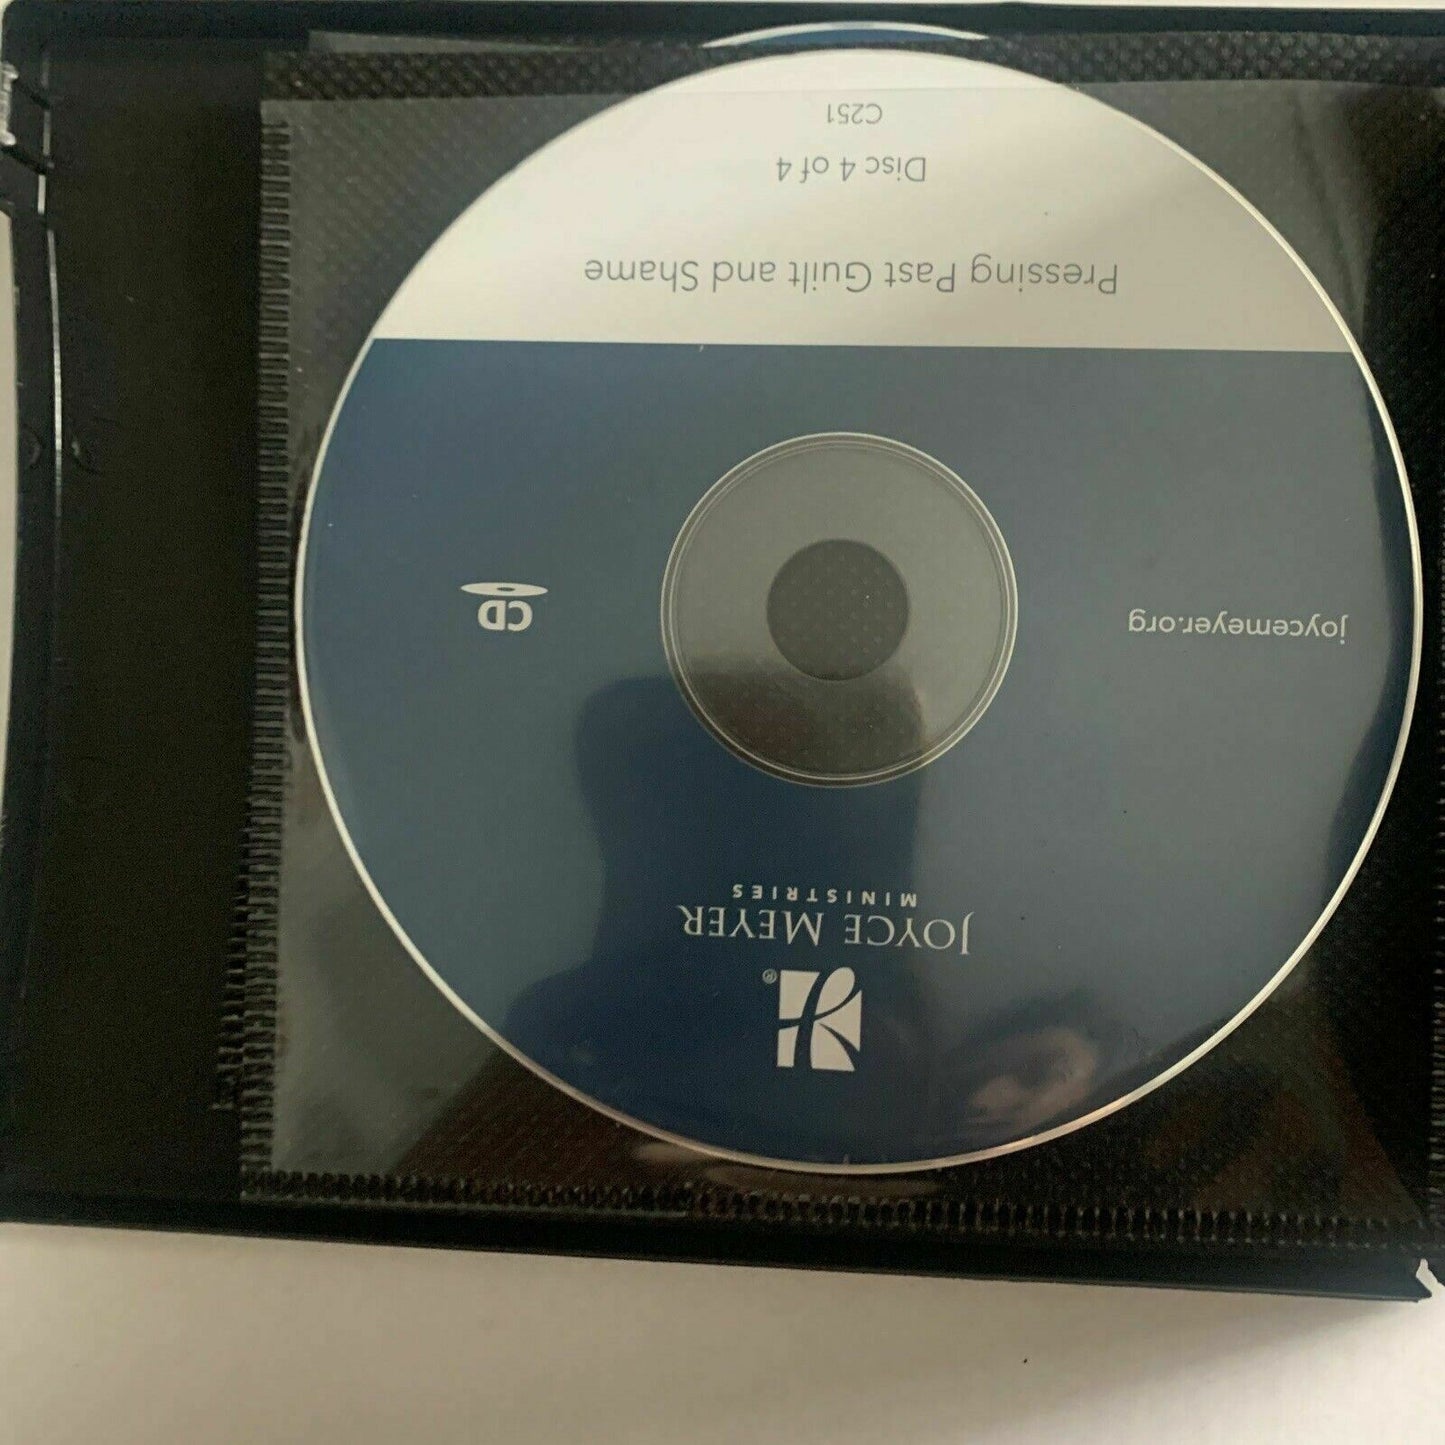 JOYCE MEYER
MINISTRIES
®
joycemeyer.org
CD
Pressing Past Guilt and Shame
Disc 4 of 4
C251